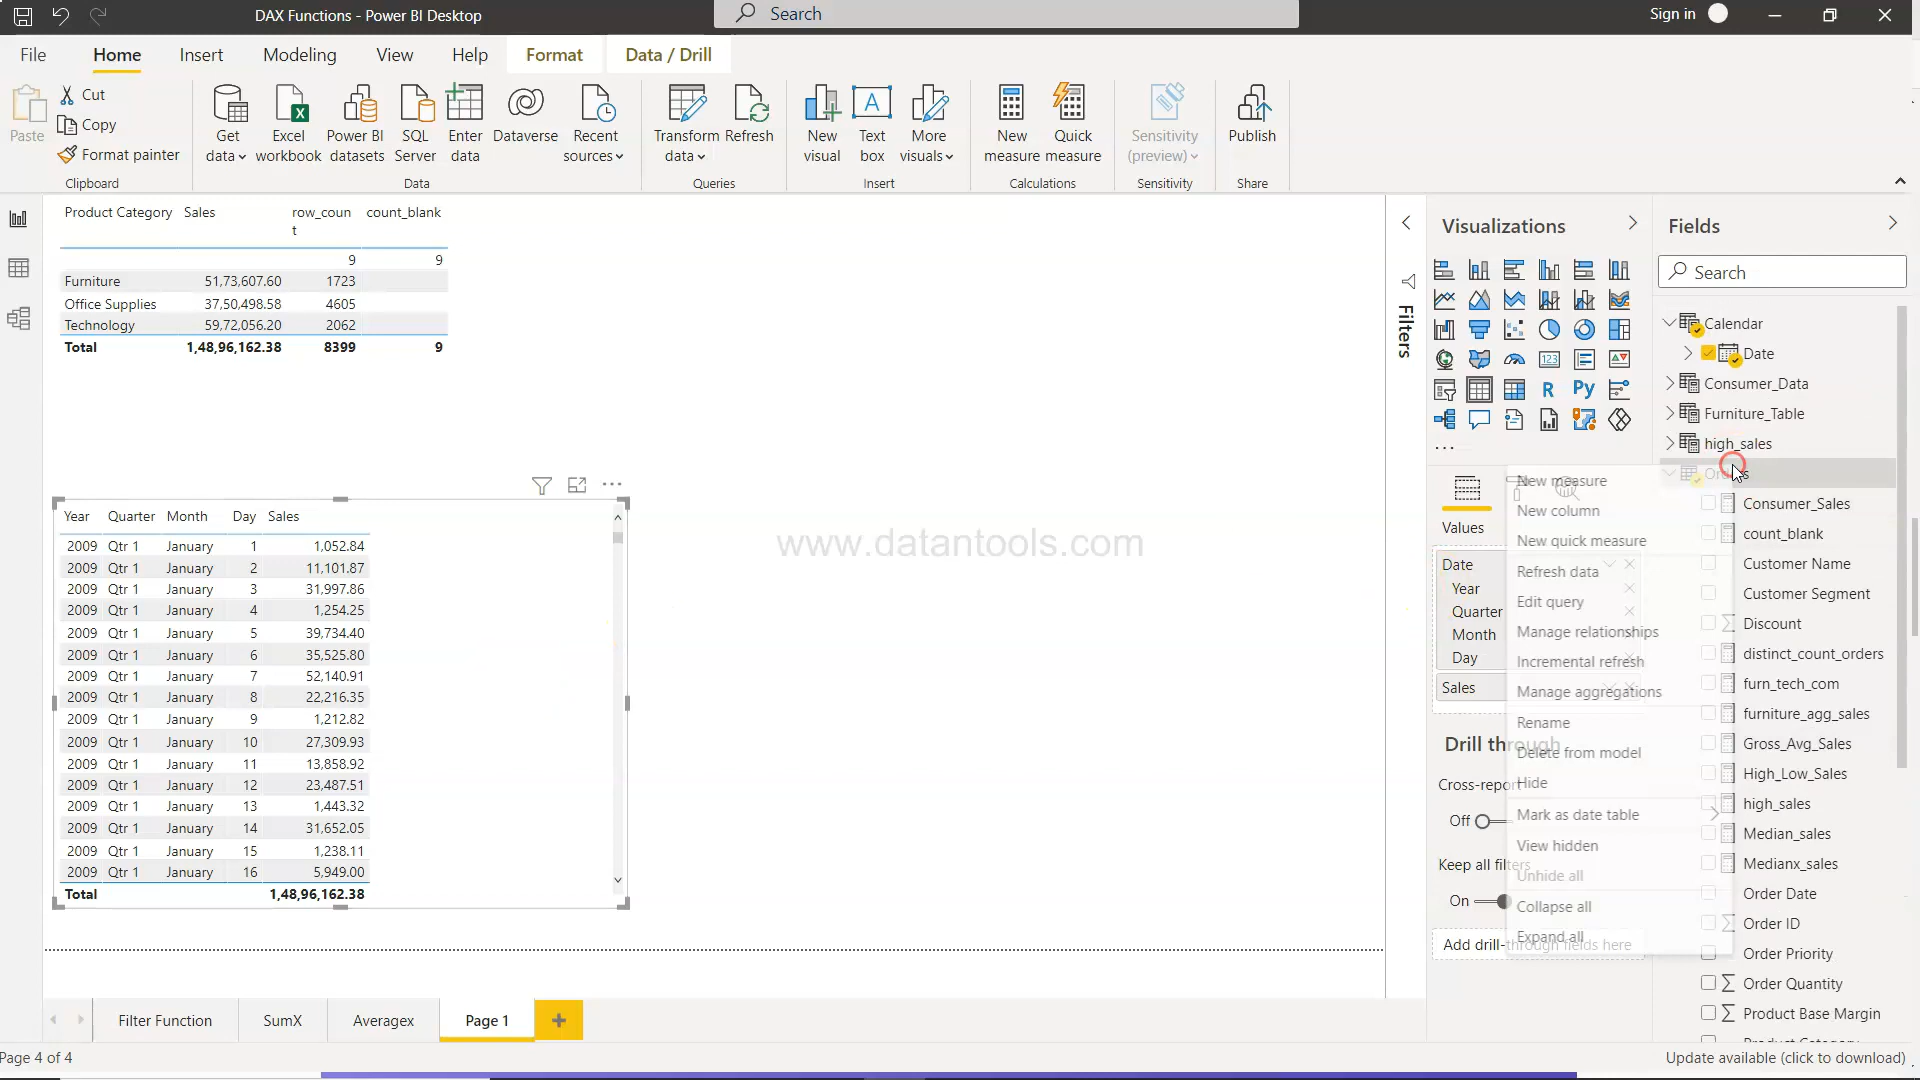 DAX Functions - Power BI Desktop
Search
Sign in
File
Home
Insert
Modeling
View
Help
Format
Data / Drill
Paste
Cut
Copy
Format painter
Clipboard
Get data
Excel workbook
Power BI datasets
SQL Server
Enter data
Dataverse
Recent sources
Data
Transform data
Refresh
Queries
New visual
Text box
More visuals
Insert
New measure
Quick measure
Calculations
Sensitivity (preview)
Sensitivity
Publish
Share
Product Category Sales row_coun count_blank
t
9 9
Furniture 51,73,607.60 1723
Office Supplies 37,50,498.58 4605
Technology 59,72,056.20 2062
Total 1,48,96,162.38 8399 9
Year Quarter Month Day Sales
2009 Qtr 1 January 1 1,052.84
2009 Qtr 1 January 2 11,101.87
2009 Qtr 1 January 3 31,997.86
2009 Qtr 1 January 4 1,254.25
2009 Qtr 1 January 5 39,734.40
2009 Qtr 1 January 6 35,525.80
2009 Qtr 1 January 7 52,140.91
2009 Qtr 1 January 8 22,216.35
2009 Qtr 1 January 9 1,212.82
2009 Qtr 1 January 10 27,309.93
2009 Qtr 1 January 11 13,858.92
2009 Qtr 1 January 12 23,487.51
2009 Qtr 1 January 13 1,443.32
2009 Qtr 1 January 14 31,652.05
2009 Qtr 1 January 15 1,238.11
2009 Qtr 1 January 16 5,949.00
Total 1,48,96,162.38
www.datantools.com
Filters
Visualizations
123
R
Py
Values
Date
Year
Quarter
Month
Day
Sales
Drill
Cross-report
Off
Keep all filters
On
Add drill-through fields here
New measure
New column
New quick measure
Refresh data
Edit query
Manage relationships
Incremental refresh
Manage aggregations
Rename
Delete from model
Hide
Mark as date table
View hidden
Unhide all
Collapse all
Expand all
Fields
Search
Calendar
Date
Consumer_Data
Furniture_Table
high_sales
Consumer_Sales
count_blank
Customer Name
Customer Segment
Discount
distinct_count_orders
furn_tech_com
furniture_agg_sales
Gross_Avg_Sales
High_Low_Sales
high_sales
Median_sales
Medianx_sales
Order Date
Order ID
Order Priority
Order Quantity
Product Base Margin
Filter Function
SumX
Averagex
Page 1
Page 4 of 4
Update available (click to download)